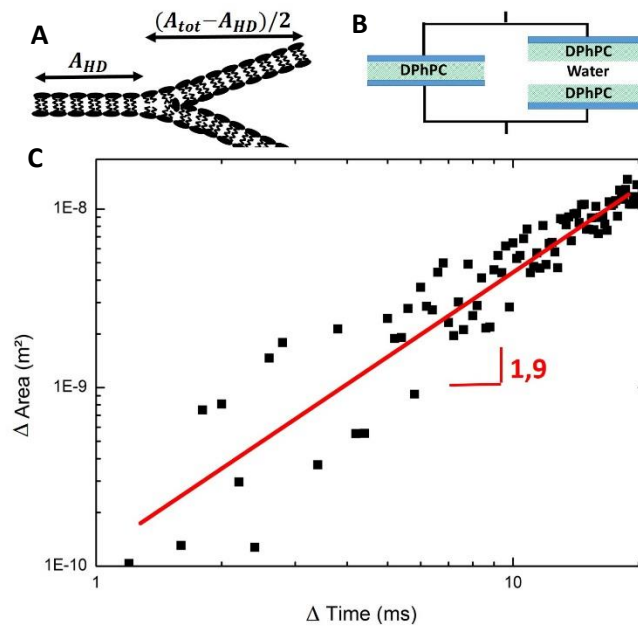 A
A_HD
(A_tot−A_HD)/2
B
DPhPC
DPhPC
Water
DPhPC
C
1E-8
1E-9
1E-10
Δ Area (m²)
1,9
1
10
Δ Time (ms)